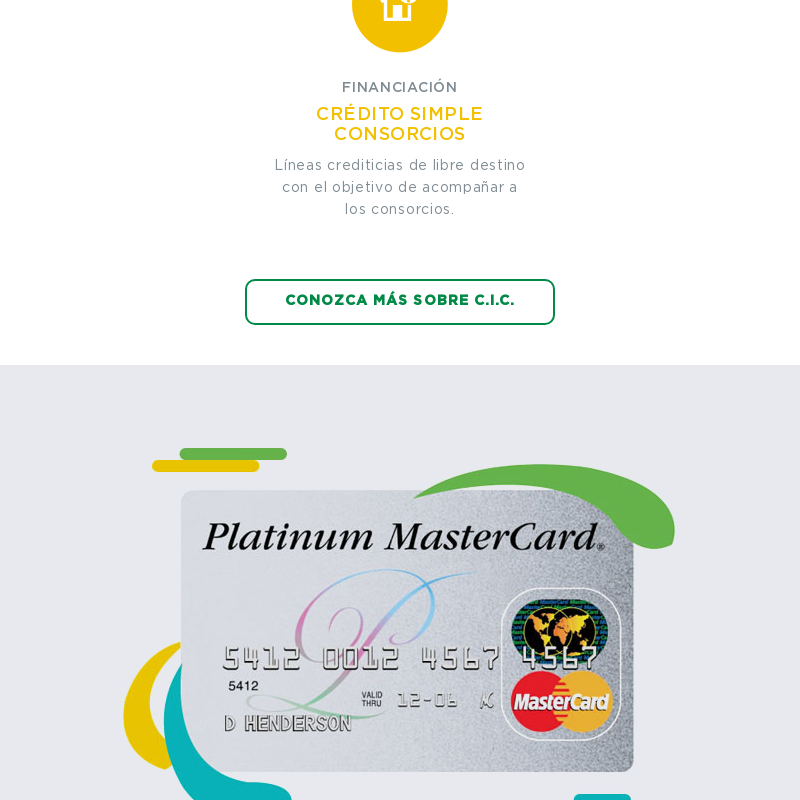 FINANCIACIÓN
CRÉDITO SIMPLE
CONSORCIOS
Líneas crediticias de libre destino
con el objetivo de acompañar a
los consorcios.
CONOZCA MÁS SOBRE C.I.C.
Platinum MasterCard®
5412 0012 4567 4567
5412
VALID
THRU
12-06
D HENDERSON
MasterCard